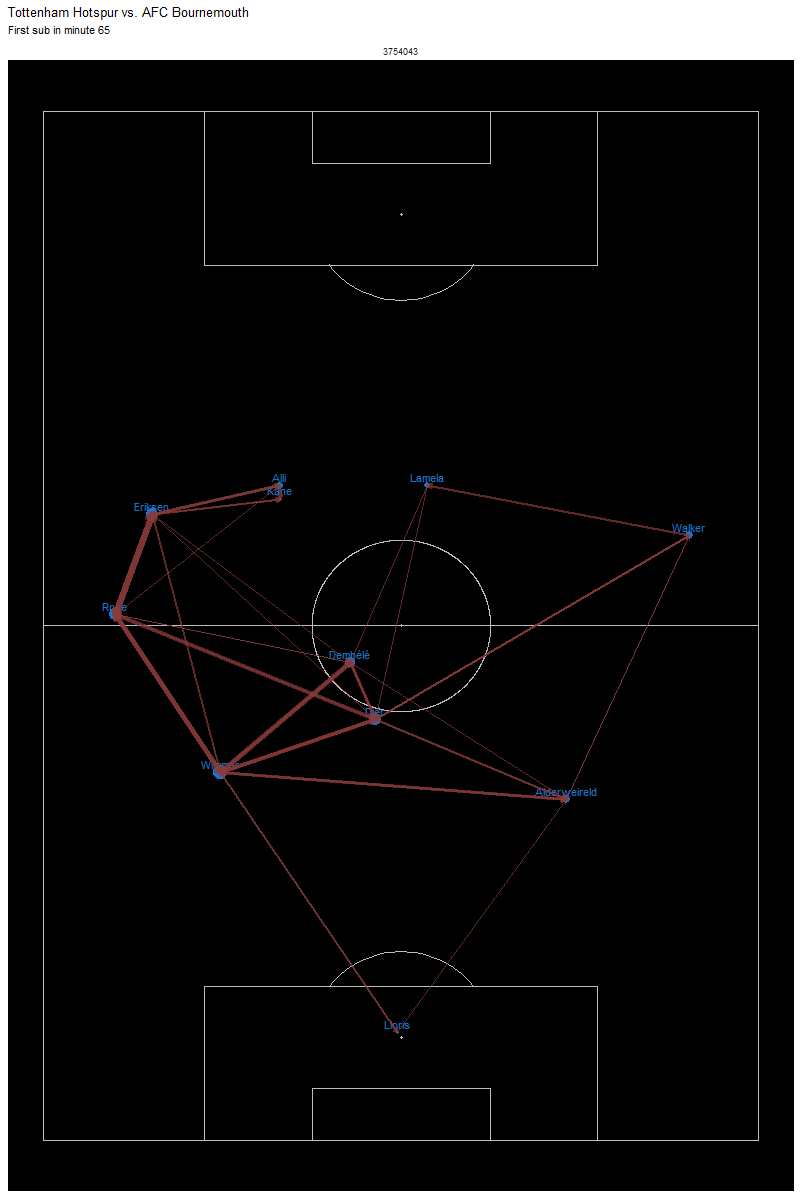 Tottenham Hotspur vs. AFC Bournemouth
First sub in minute 65
3754043
Alli
Lamela
Kane
Eriksen
Walker
Rose
Dembélé
Dier
Alderweireld
Lloris